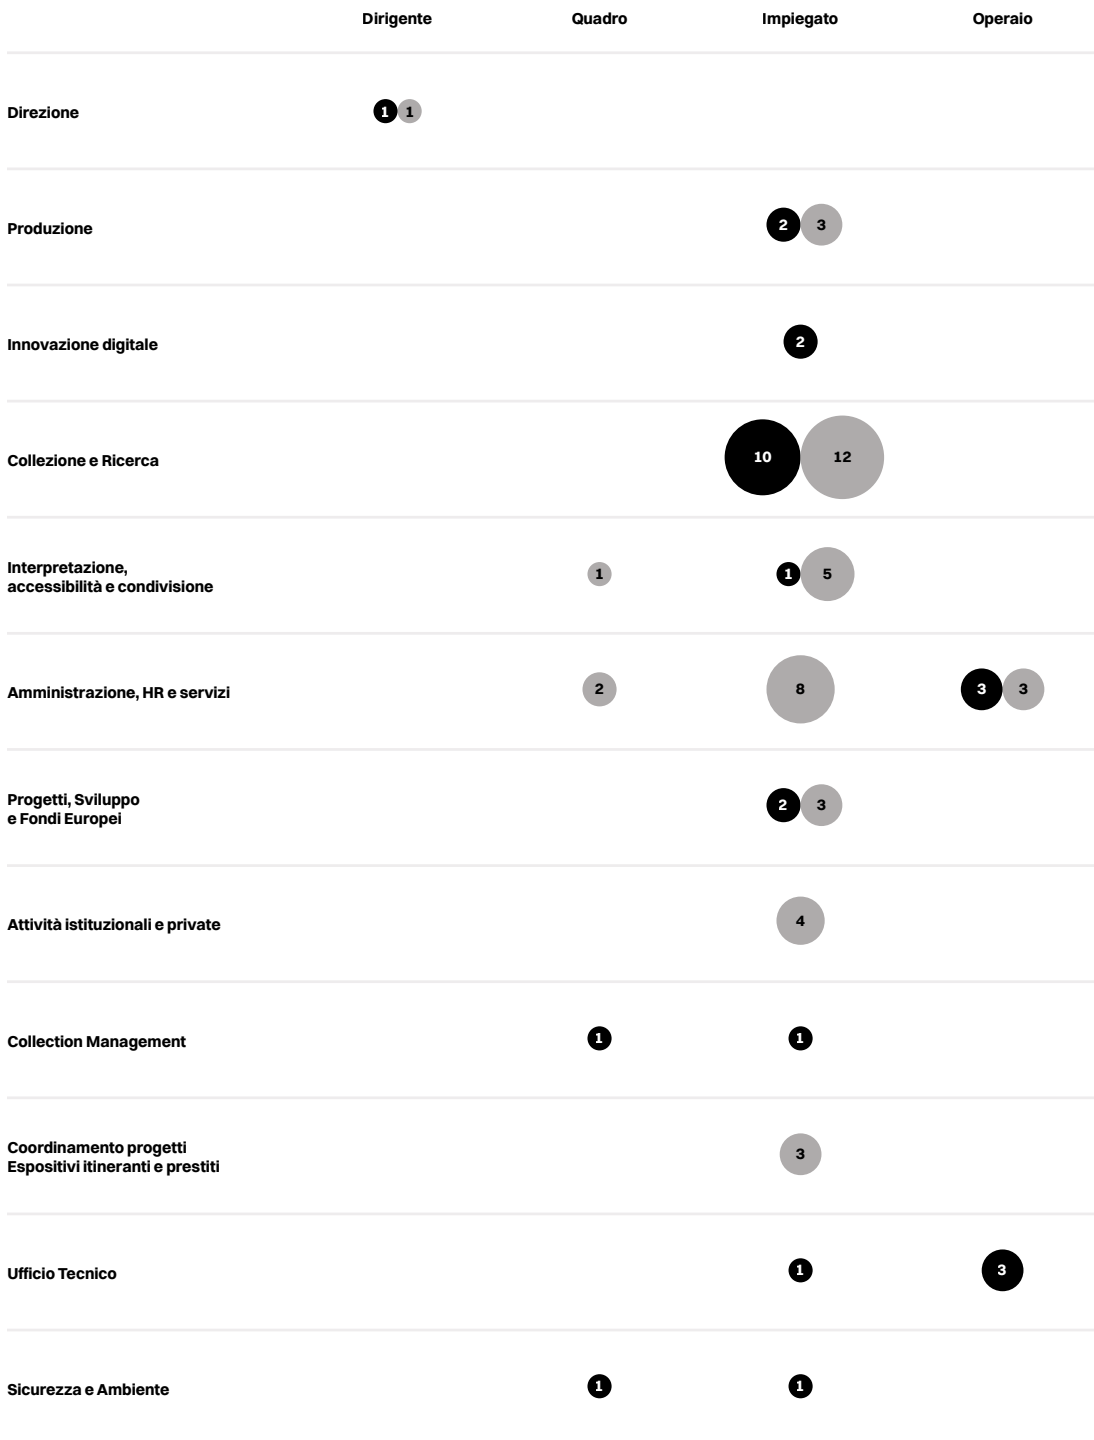 Dirigente Quadro Impiegato Operaio
Direzione 1 1
Produzione 2 3
Innovazione digitale 2
Collezione e Ricerca 10 12
Interpretazione,
accessibilità e condivisione 1 1 5
Amministrazione, HR e servizi 2 8 3 3
Progetti, Sviluppo
e Fondi Europei 2 3
Attività istituzionali e private 4
Collection Management 1 1
Coordinamento progetti
Espositivi itineranti e prestiti 3
Ufficio Tecnico 1 3
Sicurezza e Ambiente 1 1